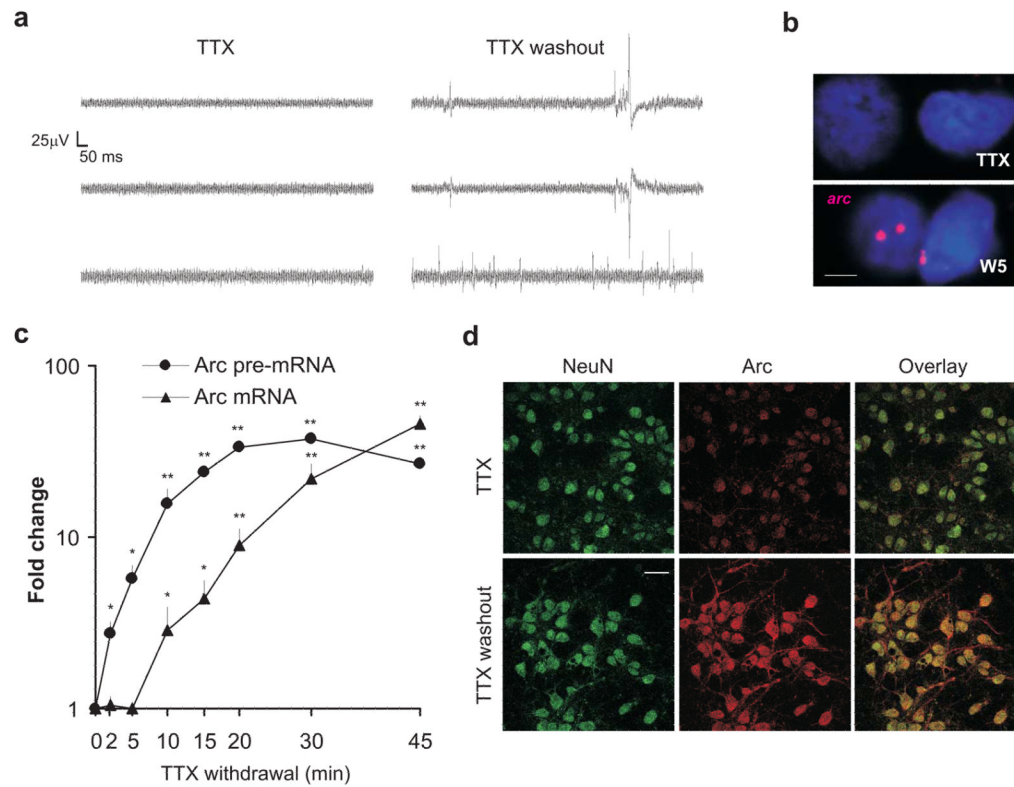 a
TTX
TTX washout
25µV
50 ms
b
TTX
arc
W5
c
100
Arc pre-mRNA
Arc mRNA
**
**
**
**
**
**
**
**
*
*
*
*
10
1
Fold change
0 2 5 10 15 20 30 45
TTX withdrawal (min)
d
NeuN
Arc
Overlay
TTX
TTX washout